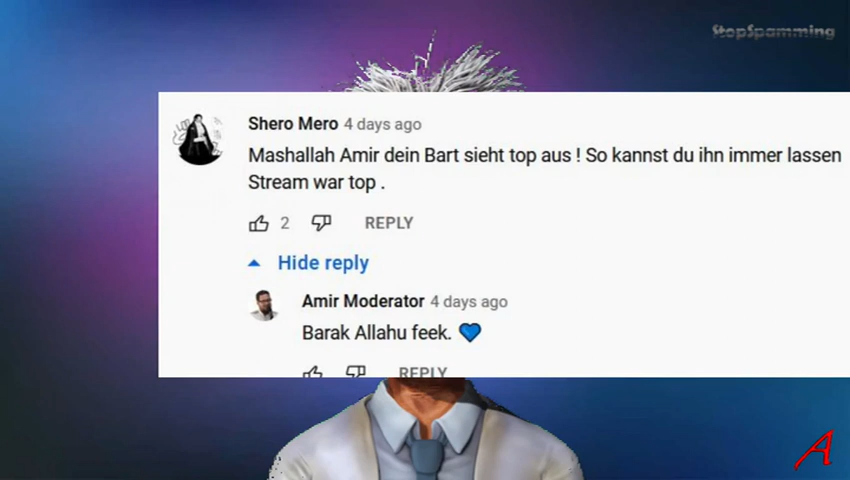 StopSpamming
Shero Mero 4 days ago
Mashallah Amir dein Bart sieht top aus ! So kannst du ihn immer lassen
Stream war top .
2 REPLY
Hide reply
Amir Moderator 4 days ago
Barak Allahu feek. 💙
REPLY
A